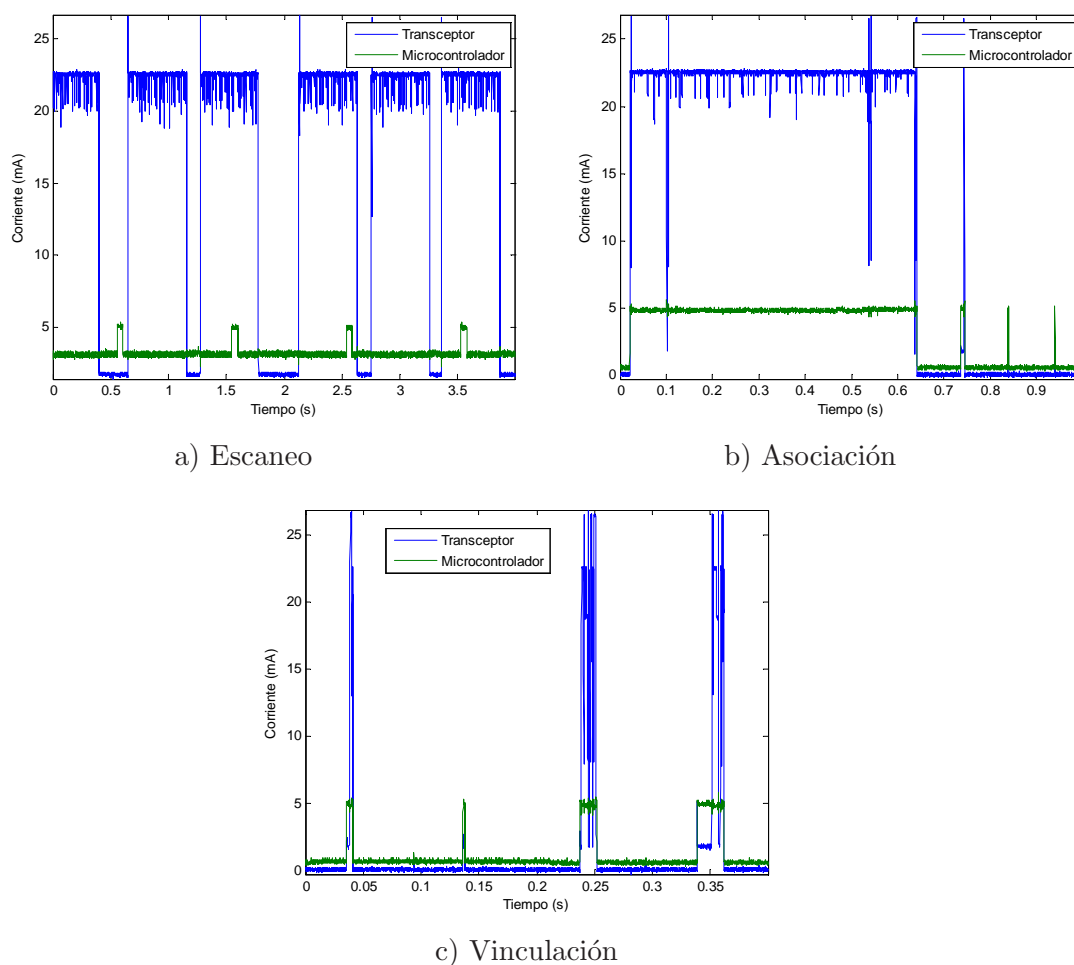 25
20
15
10
5
0 0.5 1 1.5 2 2.5 3 3.5
Tiempo (s)
Corriente (mA)
Transceptor
Microcontrolador
a) Escaneo
25
20
15
10
5
0
0 0.1 0.2 0.3 0.4 0.5 0.6 0.7 0.8 0.9
Tiempo (s)
Corriente (mA)
Transceptor
Microcontrolador
b) Asociación
25
20
15
10
5
0
0 0.05 0.1 0.15 0.2 0.25 0.3 0.35
Tiempo (s)
Corriente (mA)
Transceptor
Microcontrolador
c) Vinculación